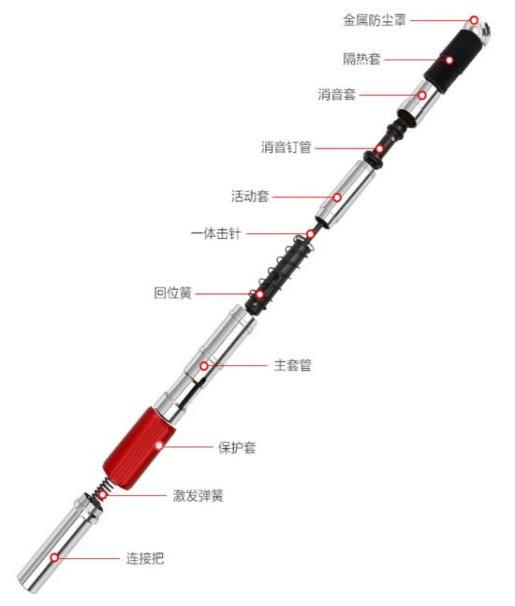 金属防尘罩
隔热套
消音套
消音钉管
活动套
一体击针
回位簧
主套管
保护套
激发弹簧
连接把